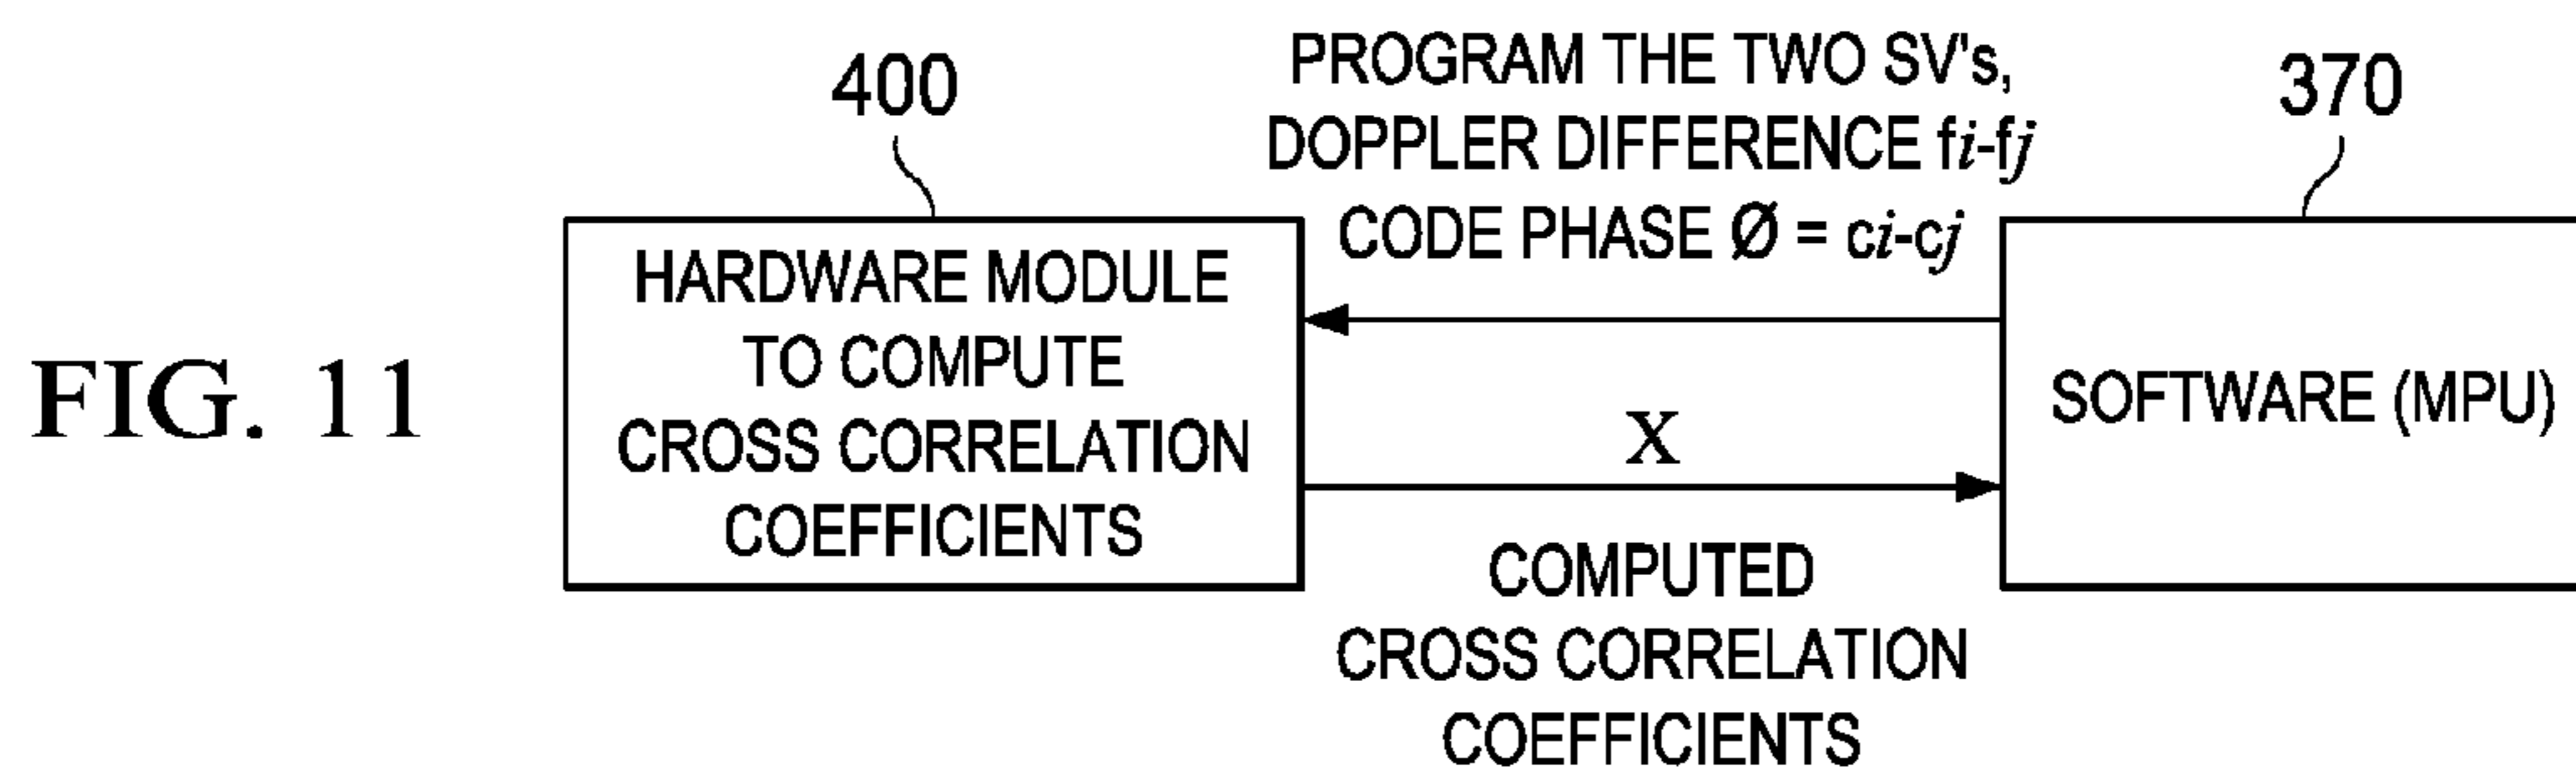 400
PROGRAM THE TWO SV's,
DOPPLER DIFFERENCE fi-fj
CODE PHASE Ø = ci-cj
370
HARDWARE MODULE
TO COMPUTE
CROSS CORRELATION
COEFFICIENTS
FIG. 11
X
SOFTWARE (MPU)
COMPUTED
CROSS CORRELATION
COEFFICIENTS